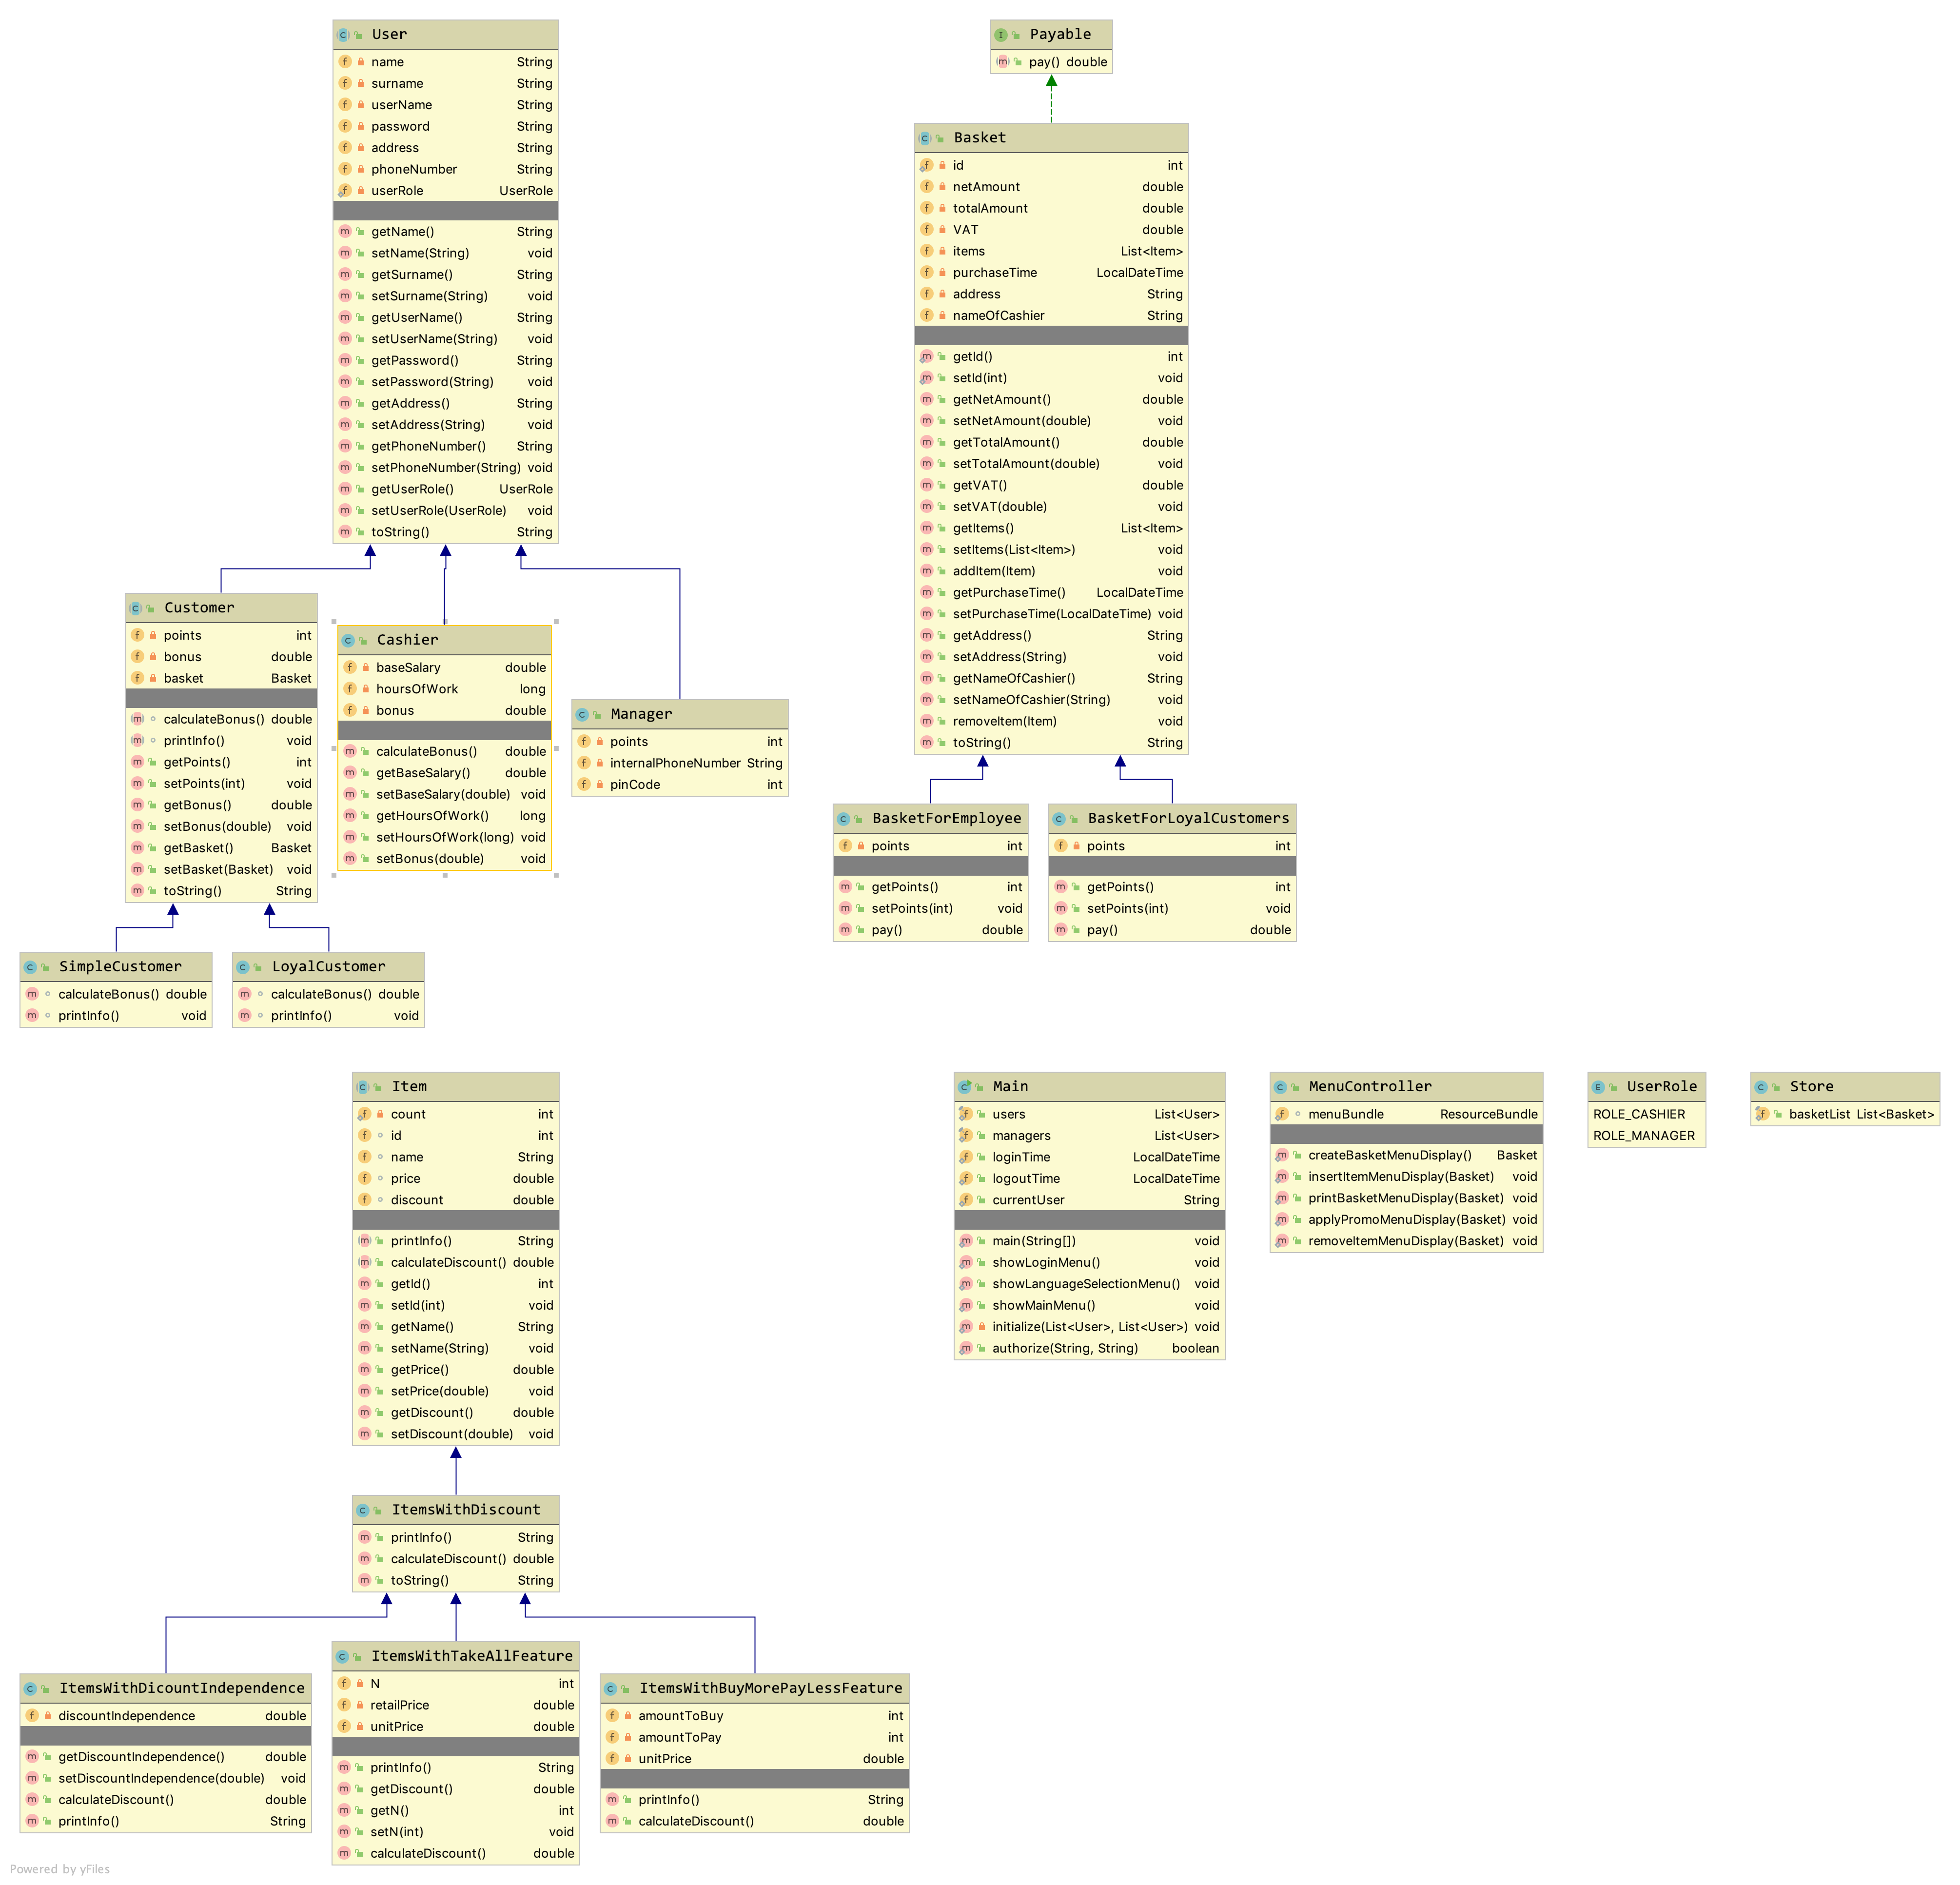 User
name String
surname String
userName String
password String
address String
phoneNumber String
userRole UserRole
getName() String
setName(String) void
getSurname() String
setSurname(String) void
getUserName() String
setUserName(String) void
getPassword() String
setPassword(String) void
getAddress() String
setAddress(String) void
getPhoneNumber() String
setPhoneNumber(String) void
getUserRole() UserRole
setUserRole(UserRole) void
toString() String
Payable
pay() double
Basket
id int
netAmount double
totalAmount double
VAT double
items List<Item>
purchaseTime LocalDateTime
address String
nameOfCashier String
getId() int
setId(int) void
getNetAmount() double
setNetAmount(double) void
getTotalAmount() double
setTotalAmount(double) void
getVAT() double
setVAT(double) void
getItems() List<Item>
setItems(List<Item>) void
addItem(Item) void
getPurchaseTime() LocalDateTime
setPurchaseTime(LocalDateTime) void
getAddress() String
setAddress(String) void
getNameOfCashier() String
setNameOfCashier(String) void
removeItem(Item) void
toString() String
Customer
points int
bonus double
basket Basket
calculateBonus() double
printInfo() void
getPoints() int
setPoints(int) void
getBonus() double
setBonus(double) void
getBasket() Basket
setBasket(Basket) void
toString() String
Cashier
baseSalary double
hoursOfWork long
bonus double
calculateBonus() double
getBaseSalary() double
setBaseSalary(double) void
getHoursOfWork() long
setHoursOfWork(long) void
setBonus(double) void
Manager
points int
internalPhoneNumber String
pinCode int
BasketForEmployee
points int
getPoints() int
setPoints(int) void
pay() double
BasketForLoyalCustomers
points int
getPoints() int
setPoints(int) void
pay() double
SimpleCustomer
calculateBonus() double
printInfo() void
LoyalCustomer
calculateBonus() double
printInfo() void
Item
count int
id int
name String
price double
discount double
printInfo() String
calculateDiscount() double
getId() int
setId(int) void
getName() String
setName(String) void
getPrice() double
setPrice(double) void
getDiscount() double
setDiscount(double) void
Main
users List<User>
managers List<User>
loginTime LocalDateTime
logoutTime LocalDateTime
currentUser String
main(String[]) void
showLoginMenu() void
showLanguageSelectionMenu() void
showMainMenu() void
initialize(List<User>, List<User>) void
authorize(String, String) boolean
MenuController
menuBundle ResourceBundle
createBasketMenuDisplay() Basket
insertItemMenuDisplay(Basket) void
printBasketMenuDisplay(Basket) void
applyPromoMenuDisplay(Basket) void
removeItemMenuDisplay(Basket) void
UserRole
ROLE_CASHIER
ROLE_MANAGER
Store
basketList List<Basket>
ItemsWithDiscount
printInfo() String
calculateDiscount() double
toString() String
ItemsWithDicountIndependence
discountIndependence double
getDiscountIndependence() double
setDiscountIndependence(double) void
calculateDiscount() double
printInfo() String
ItemsWithTakeAllFeature
N int
retailPrice double
unitPrice double
printInfo() String
getDiscount() double
getN() int
setN(int) void
calculateDiscount() double
ItemsWithBuyMorePayLessFeature
amountToBuy int
amountToPay int
unitPrice double
printInfo() String
calculateDiscount() double
Powered by yFiles